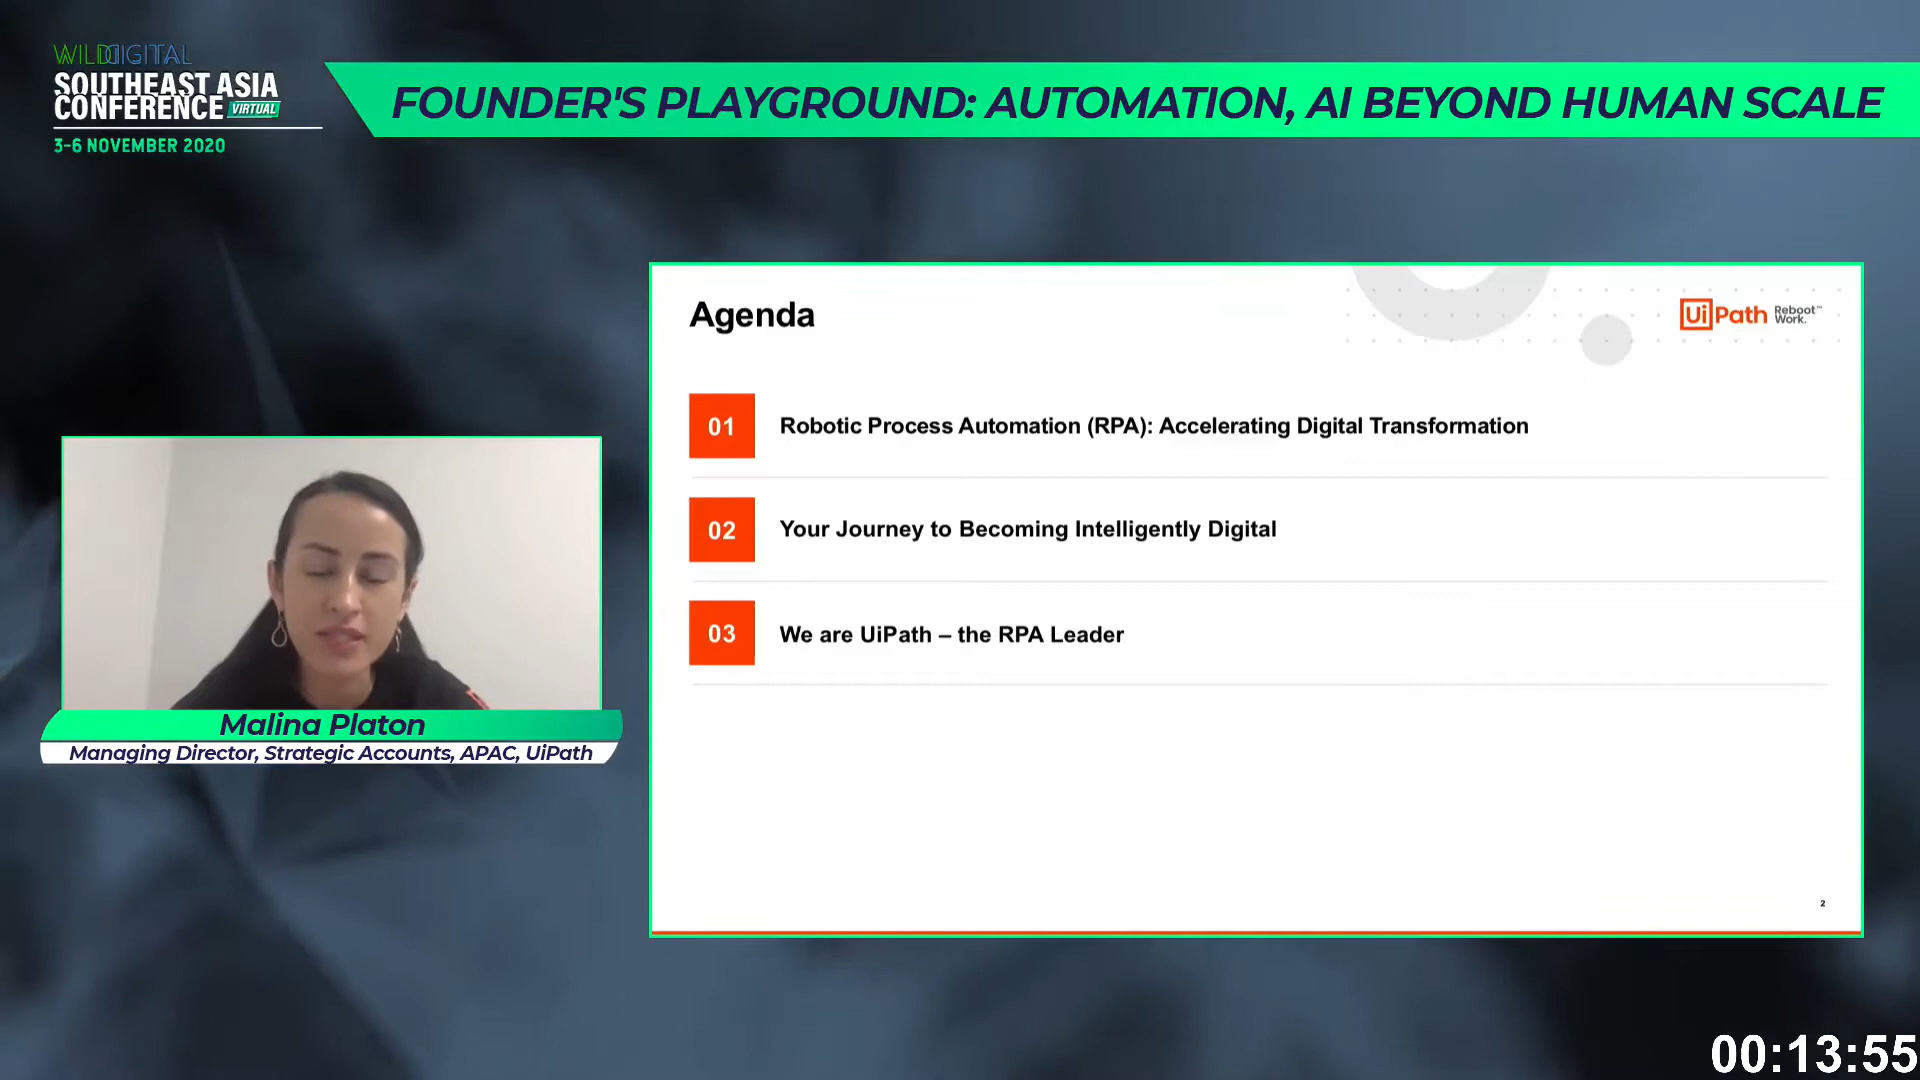 WILDDIGITAL
SOUTHEAST ASIA
CONFERENCE VIRTUAL
3-6 NOVEMBER 2020
FOUNDER'S PLAYGROUND: AUTOMATION, AI BEYOND HUMAN SCALE
Agenda
UiPath Reboot™
Work.
01 Robotic Process Automation (RPA): Accelerating Digital Transformation
02 Your Journey to Becoming Intelligently Digital
03 We are UiPath – the RPA Leader
2
Malina Platon
Managing Director, Strategic Accounts, APAC, UiPath
00:13:55